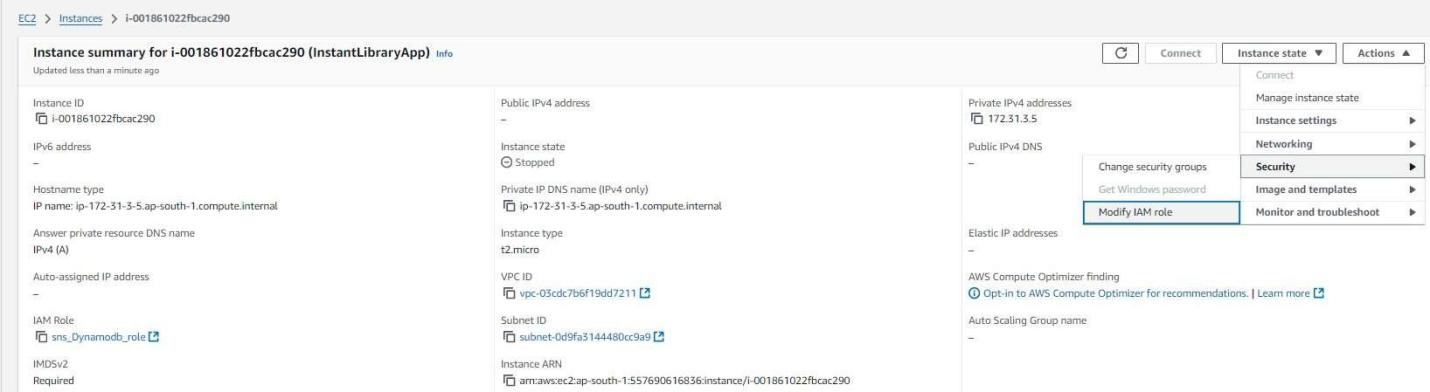 EC2 > Instances > i-001861022fbcac290
Instance summary for i-001861022fbcac290 (InstantLibraryApp) Info
Updated less than a minute ago
Connect
Instance state
Actions
Connect
Manage instance state
Instance settings
Networking
Security
Image and templates
Monitor and troubleshoot
Change security groups
Get Windows password
Modify IAM role
Instance ID
i-001861022fbcac290
Public IPv4 address
–
Private IPv4 addresses
172.31.3.5
IPv6 address
–
Instance state
Stopped
Public IPv4 DNS
–
Hostname type
IP name: ip-172-31-3-5.ap-south-1.compute.internal
Private IP DNS name (IPv4 only)
ip-172-31-3-5.ap-south-1.compute.internal
Answer private resource DNS name
IPv4 (A)
Instance type
t2.micro
Elastic IP addresses
–
Auto-assigned IP address
–
VPC ID
vpc-03cdc7b6f19dd7211
AWS Compute Optimizer finding
Opt-in to AWS Compute Optimizer for recommendations. | Learn more
IAM Role
sns_Dynamodb_role
Subnet ID
subnet-0d9fa3144480cc9a9
Auto Scaling Group name
–
IMDSv2
Required
Instance ARN
arn:aws:ec2:ap-south-1:557690616836:instance/i-001861022fbcac290